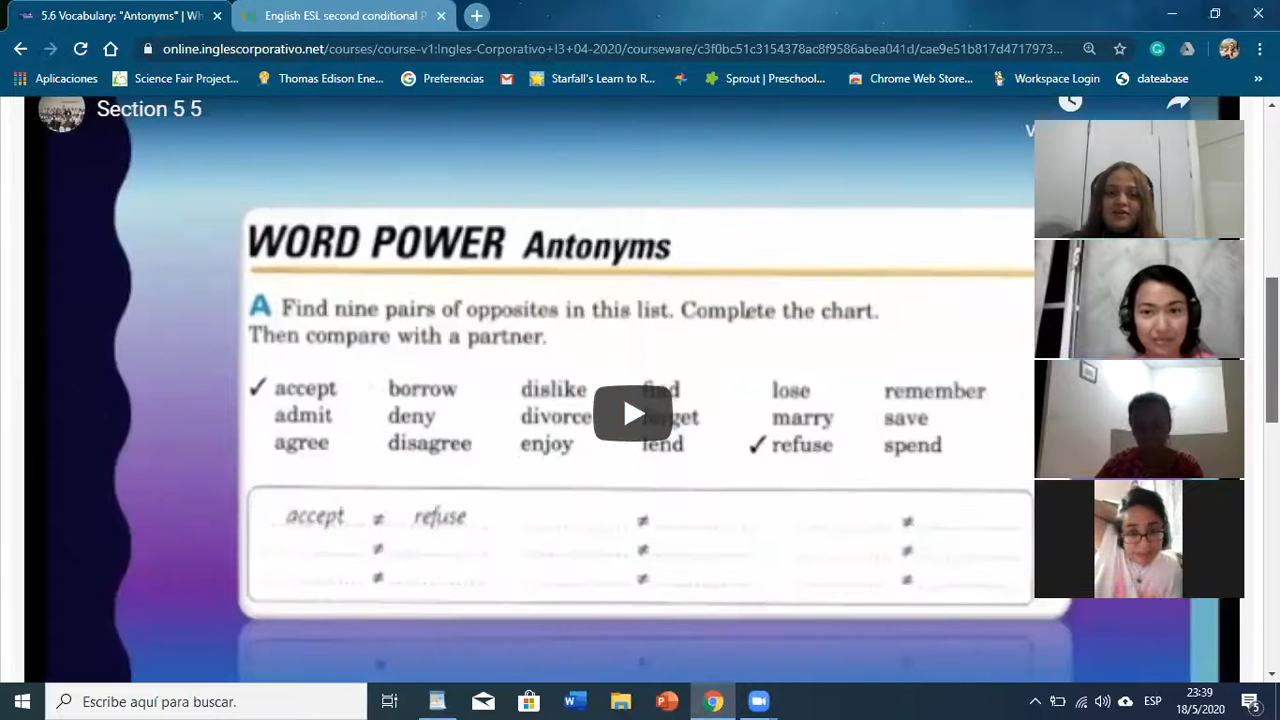 5.6 Vocabulary: "Antonyms" | Wh
English ESL second conditional P
online.inglescorporativo.net/courses/course-v1:Ingles-Corporativo+I3+04-2020/courseware/c3f0bc51c3154378ac8f9586abea041d/cae9e51b817d4717973...
Aplicaciones Science Fair Project... Thomas Edison Ene... Preferencias Starfall's Learn to R... Sprout | Preschool... Chrome Web Store... Workspace Login dateabase »
Section 5 5
WORD POWER Antonyms
A Find nine pairs of opposites in this list. Complete the chart.
Then compare with a partner.
✓ accept borrow dislike find lose remember
admit deny divorce forget marry save
agree disagree enjoy lend ✓ refuse spend
accept ≠ refuse ≠ ≠
≠ ≠ ≠
≠ ≠ ≠
Escribe aquí para buscar.
ESP
23:39
18/5/2020
5